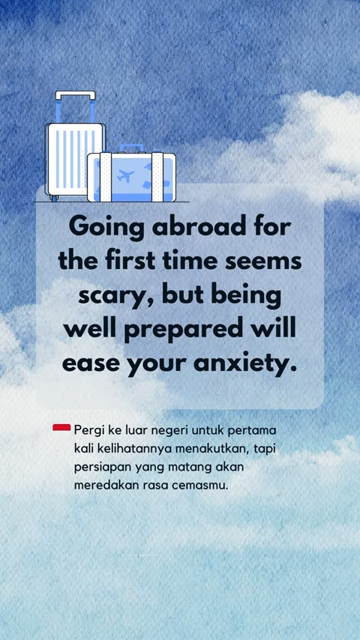 Going abroad for
the first time seems
scary, but being
well prepared will
ease your anxiety.
Pergi ke luar negeri untuk pertama
kali kelihatannya menakutkan, tapi
persiapan yang matang akan
meredakan rasa cemasmu.